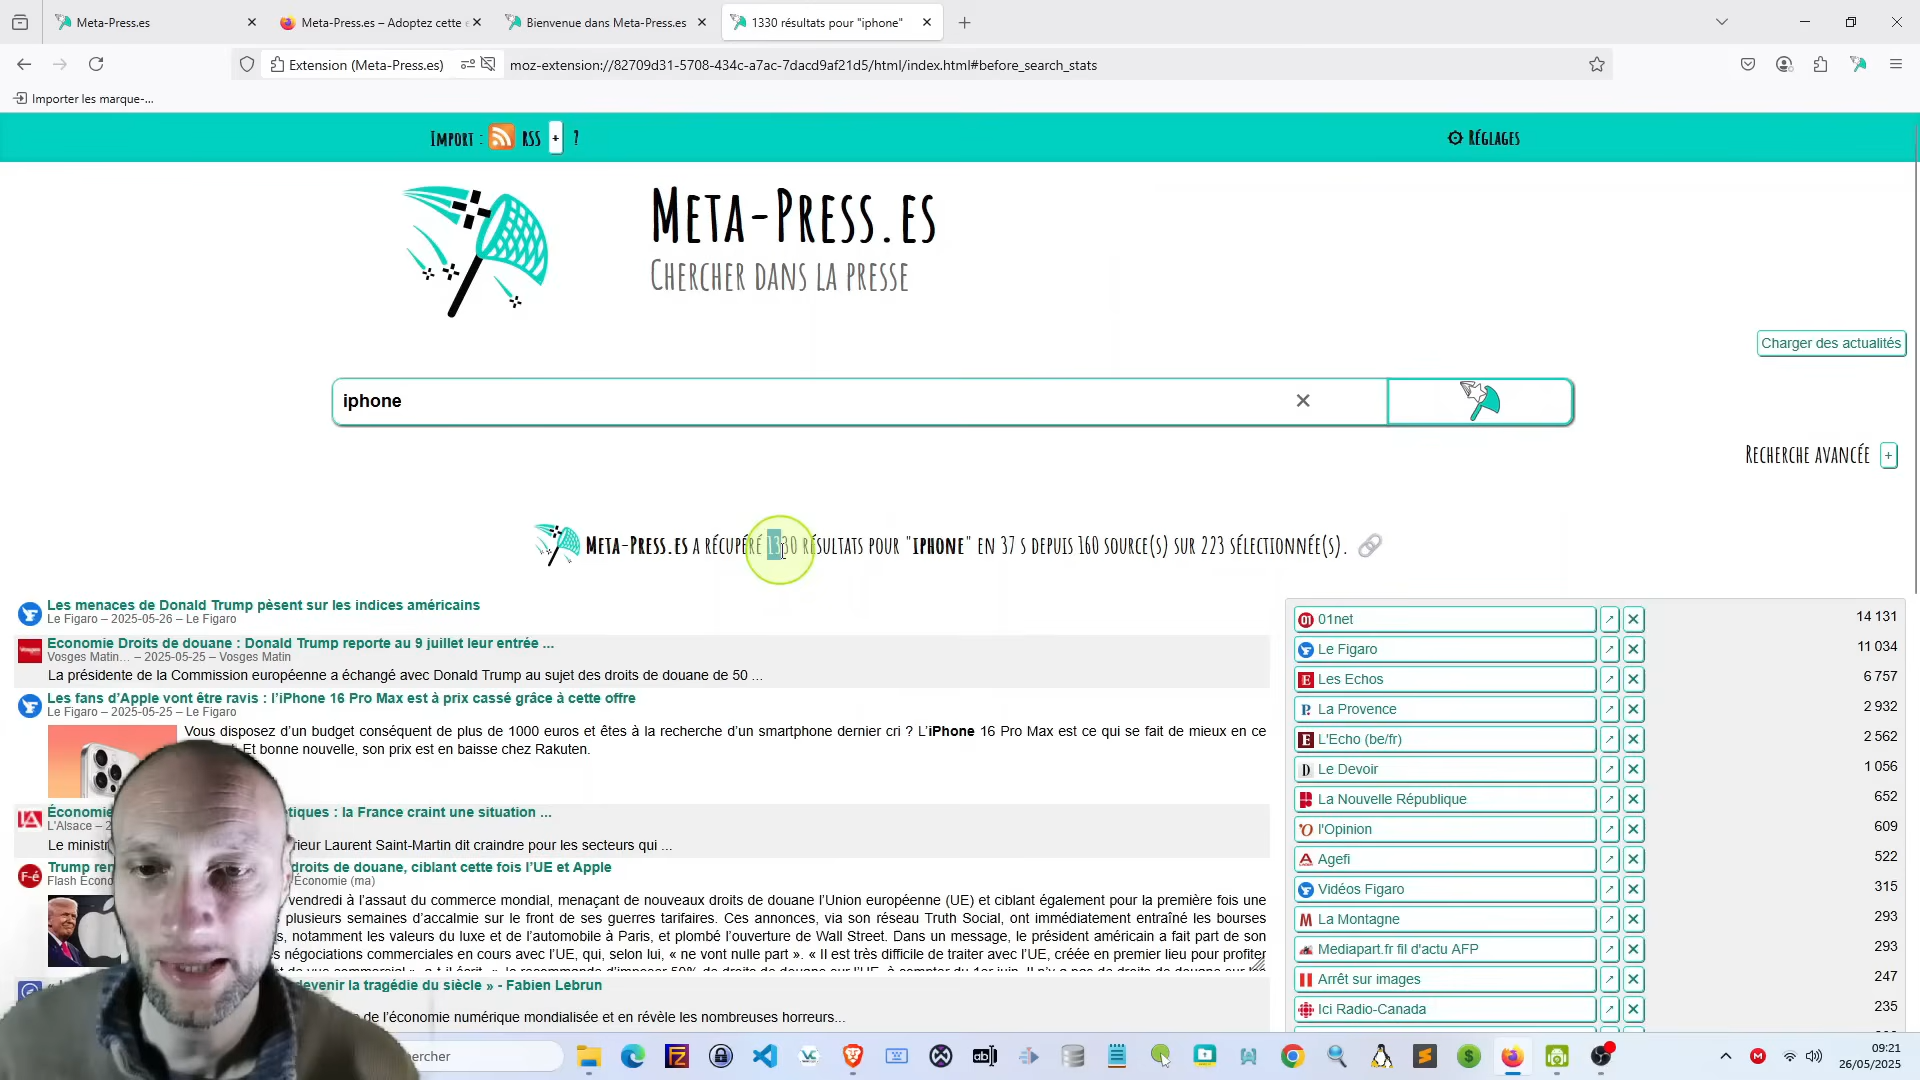 Meta-Press.es
Meta-Press.es – Adoptez cette e
Bienvenue dans Meta-Press.es
1330 résultats pour "iphone"
Extension (Meta-Press.es)
moz-extension://82709d31-5708-434c-a7ac-7dacd9af21d5/html/index.html#before_search_stats
Importer les marque-...
Import : RSS + ?
Réglages
Meta-Press.es
Chercher dans la presse
Charger des actualités
iphone
Recherche avancée +
Meta-Press.es a récupéré 1330 résultats pour "iphone" en 37 s depuis 160 source(s) sur 223 sélectionnée(s).
Les menaces de Donald Trump pèsent sur les indices américains
Le Figaro – 2025-05-26 – Le Figaro
Economie Droits de douane : Donald Trump reporte au 9 juillet leur entrée ...
Vosges Matin... – 2025-05-25 – Vosges Matin
La présidente de la Commission européenne a échangé avec Donald Trump au sujet des droits de douane de 50 ...
Les fans d'Apple vont être ravis : l'iPhone 16 Pro Max est à prix cassé grâce à cette offre
Le Figaro – 2025-05-25 – Le Figaro
Vous disposez d'un budget conséquent de plus de 1000 euros et êtes à la recherche d'un smartphone dernier cri ? L'iPhone 16 Pro Max est ce qui se fait de mieux en ce
Et bonne nouvelle, son prix est en baisse chez Rakuten.
Économie tiques : la France craint une situation ...
L'Alsace – 2
Le ministr rieur Laurent Saint-Martin dit craindre pour les secteurs qui ...
Trump ren droits de douane, ciblant cette fois l'UE et Apple
Flash Écono Économie (ma)
vendredi à l'assaut du commerce mondial, menaçant de nouveaux droits de douane l'Union européenne (UE) et ciblant également pour la première fois une
plusieurs semaines d'accalmie sur le front de ses guerres tarifaires. Ces annonces, via son réseau Truth Social, ont immédiatement entraîné les bourses
s, notamment les valeurs du luxe et de l'automobile à Paris, et plombé l'ouverture de Wall Street. Dans un message, le président américain a fait part de son
s négociations commerciales en cours avec l'UE, qui, selon lui, « ne vont nulle part ». « Il est très difficile de traiter avec l'UE, créée en premier lieu pour profiter
devenir la tragédie du siècle » - Fabien Lebrun
de l'économie numérique mondialisée et en révèle les nombreuses horreurs...
01net 14 131
Le Figaro 11 034
Les Echos 6 757
La Provence 2 932
L'Echo (be/fr) 2 562
Le Devoir 1 056
La Nouvelle République 652
l'Opinion 609
Agefi 522
Vidéos Figaro 315
La Montagne 293
Mediapart.fr fil d'actu AFP 293
Arrêt sur images 247
Ici Radio-Canada 235
ercher
09:21
26/05/2025